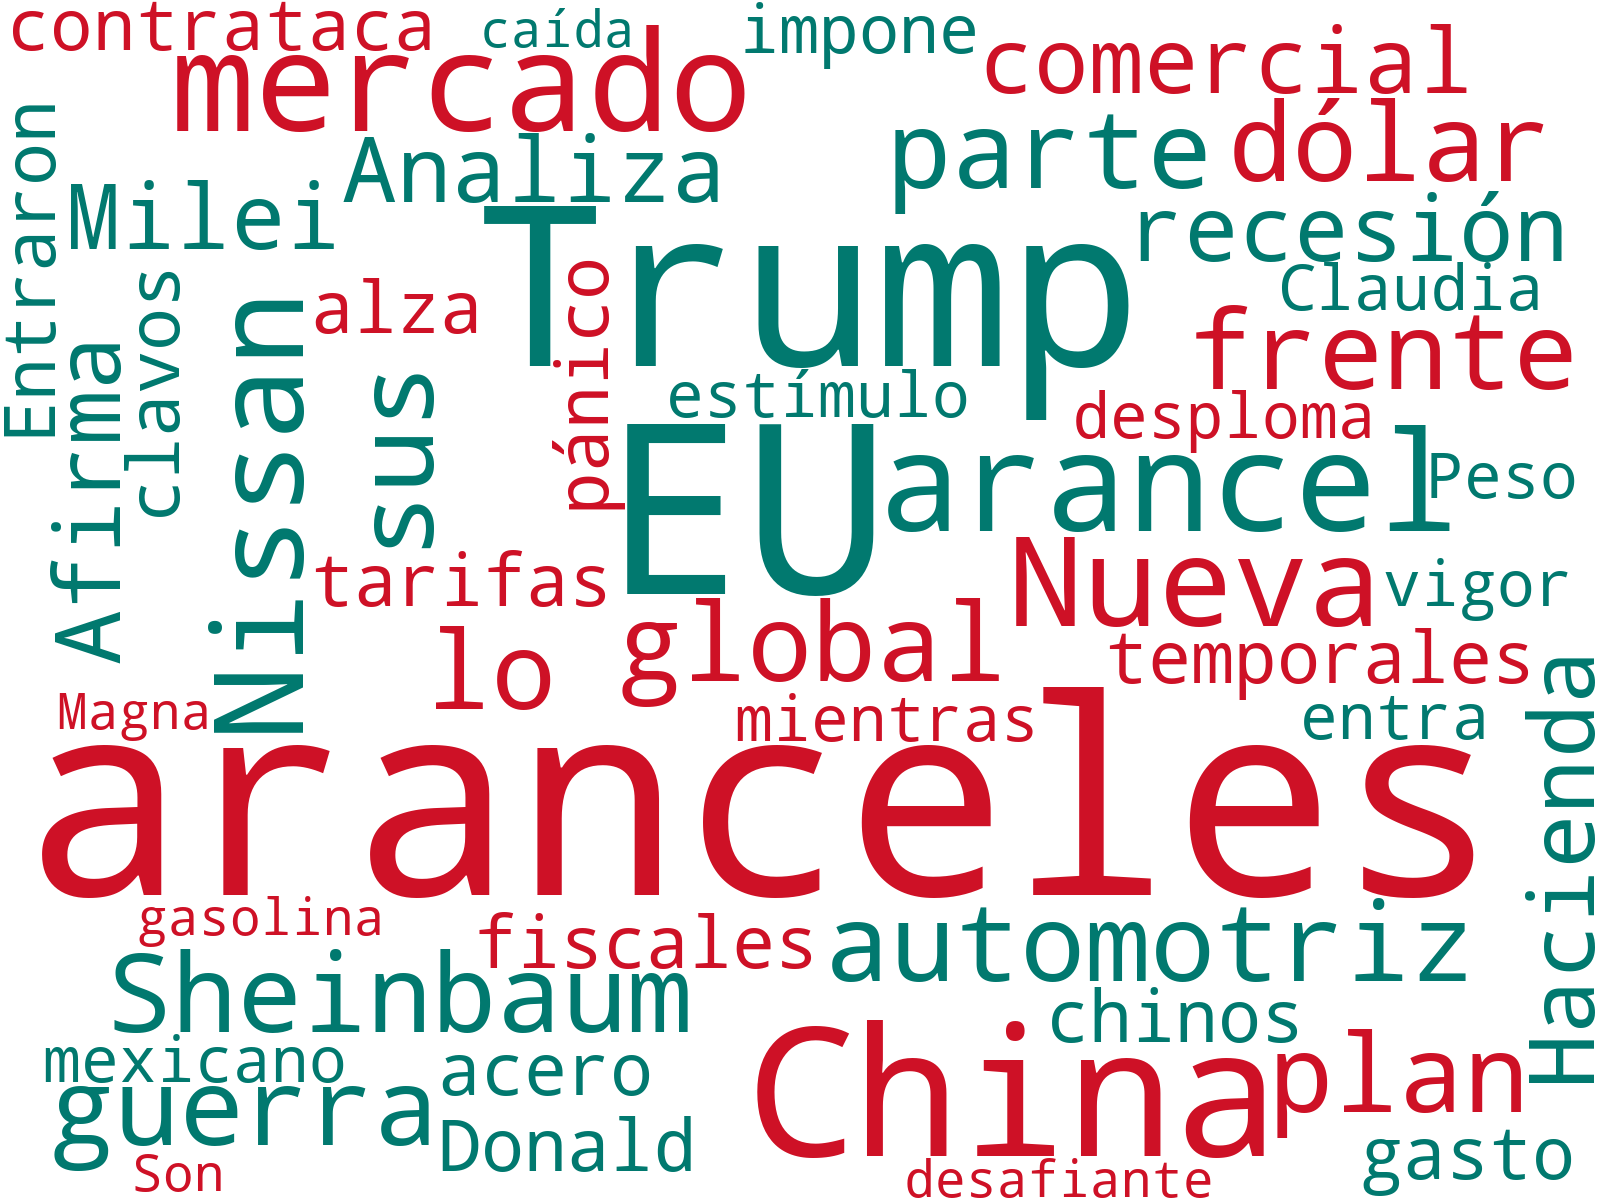 contrataca
caída
impone
mercado
comercial
Analiza
parte
dólar
Entraron
Milei
Trump
recesión
Claudia
clavos
Nissan
alza
pánico
frente
Afirma
sus
estímulo
desploma
EU
arancel
Peso
tarifas
Nueva
vigor
lo
global
temporales
Magna
mientras
entra
Hacienda
aranceles
gasolina
fiscales
automotriz
Sheinbaum
chinos
mexicano
acero
China
plan
guerra
Donald
gasto
Son
desafiante